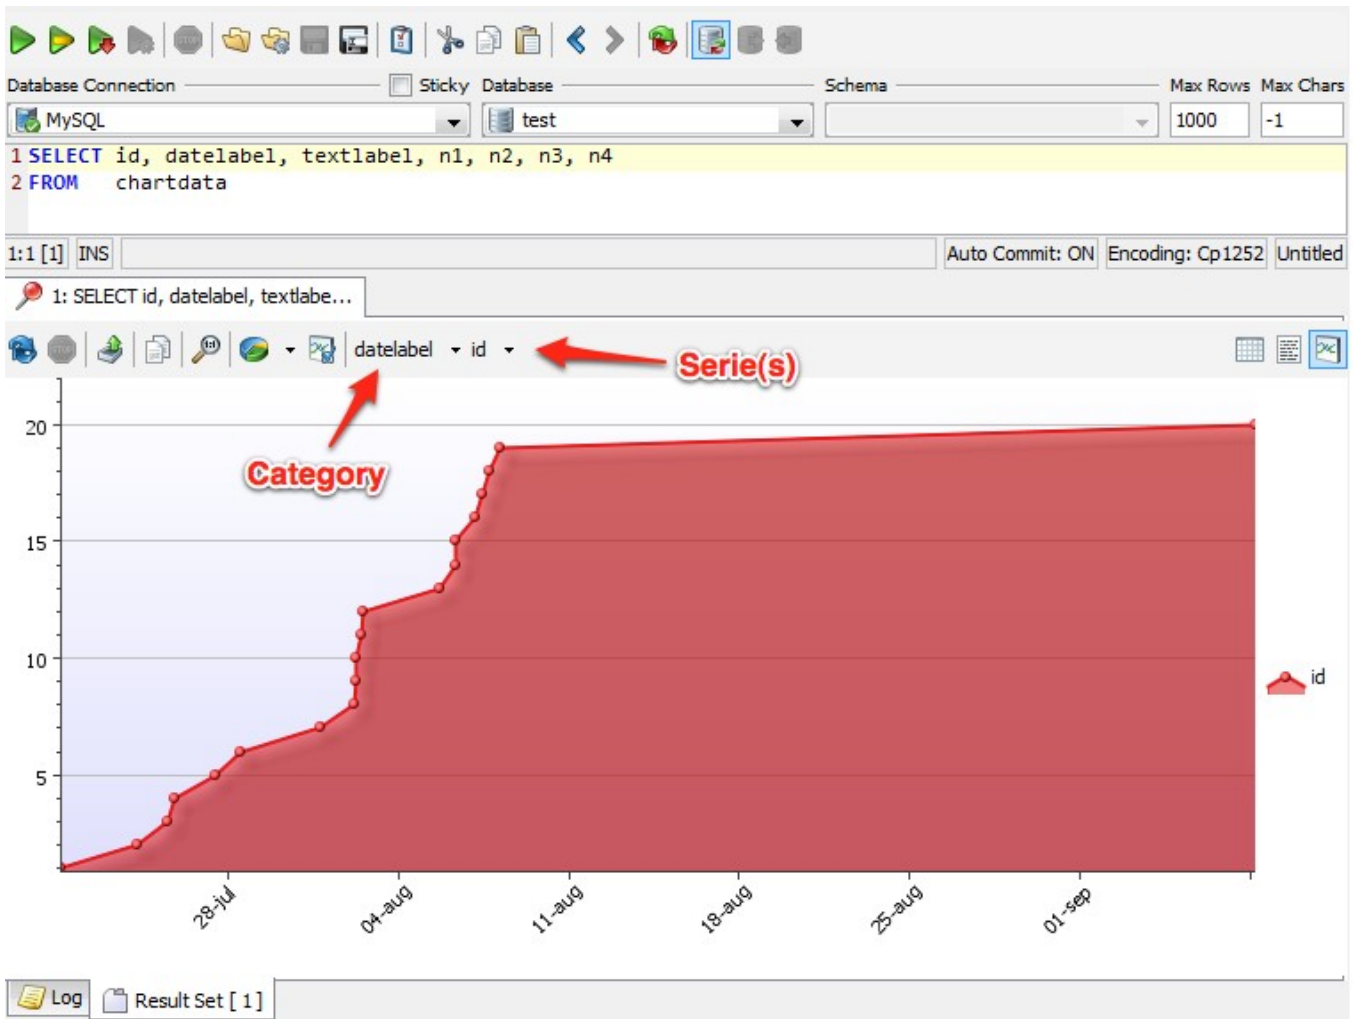 Database Connection Sticky Database Schema Max Rows Max Chars
MySQL test 1000 -1
1 SELECT id, datelabel, textlabel, n1, n2, n3, n4
2 FROM chartdata
1:1 [1] INS Auto Commit: ON Encoding: Cp1252 Untitled
1: SELECT id, datelabel, textlabe...
datelabel id
Serie(s)
Category
20
15
10
5
id
28-jul 04-aug 11-aug 18-aug 25-aug 01-sep
Log Result Set [ 1 ]